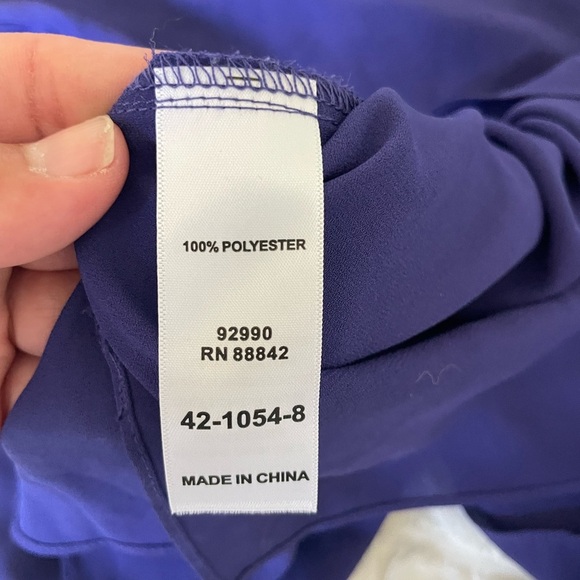 100% POLYESTER
92990
RN 88842
42-1054-8
MADE IN CHINA